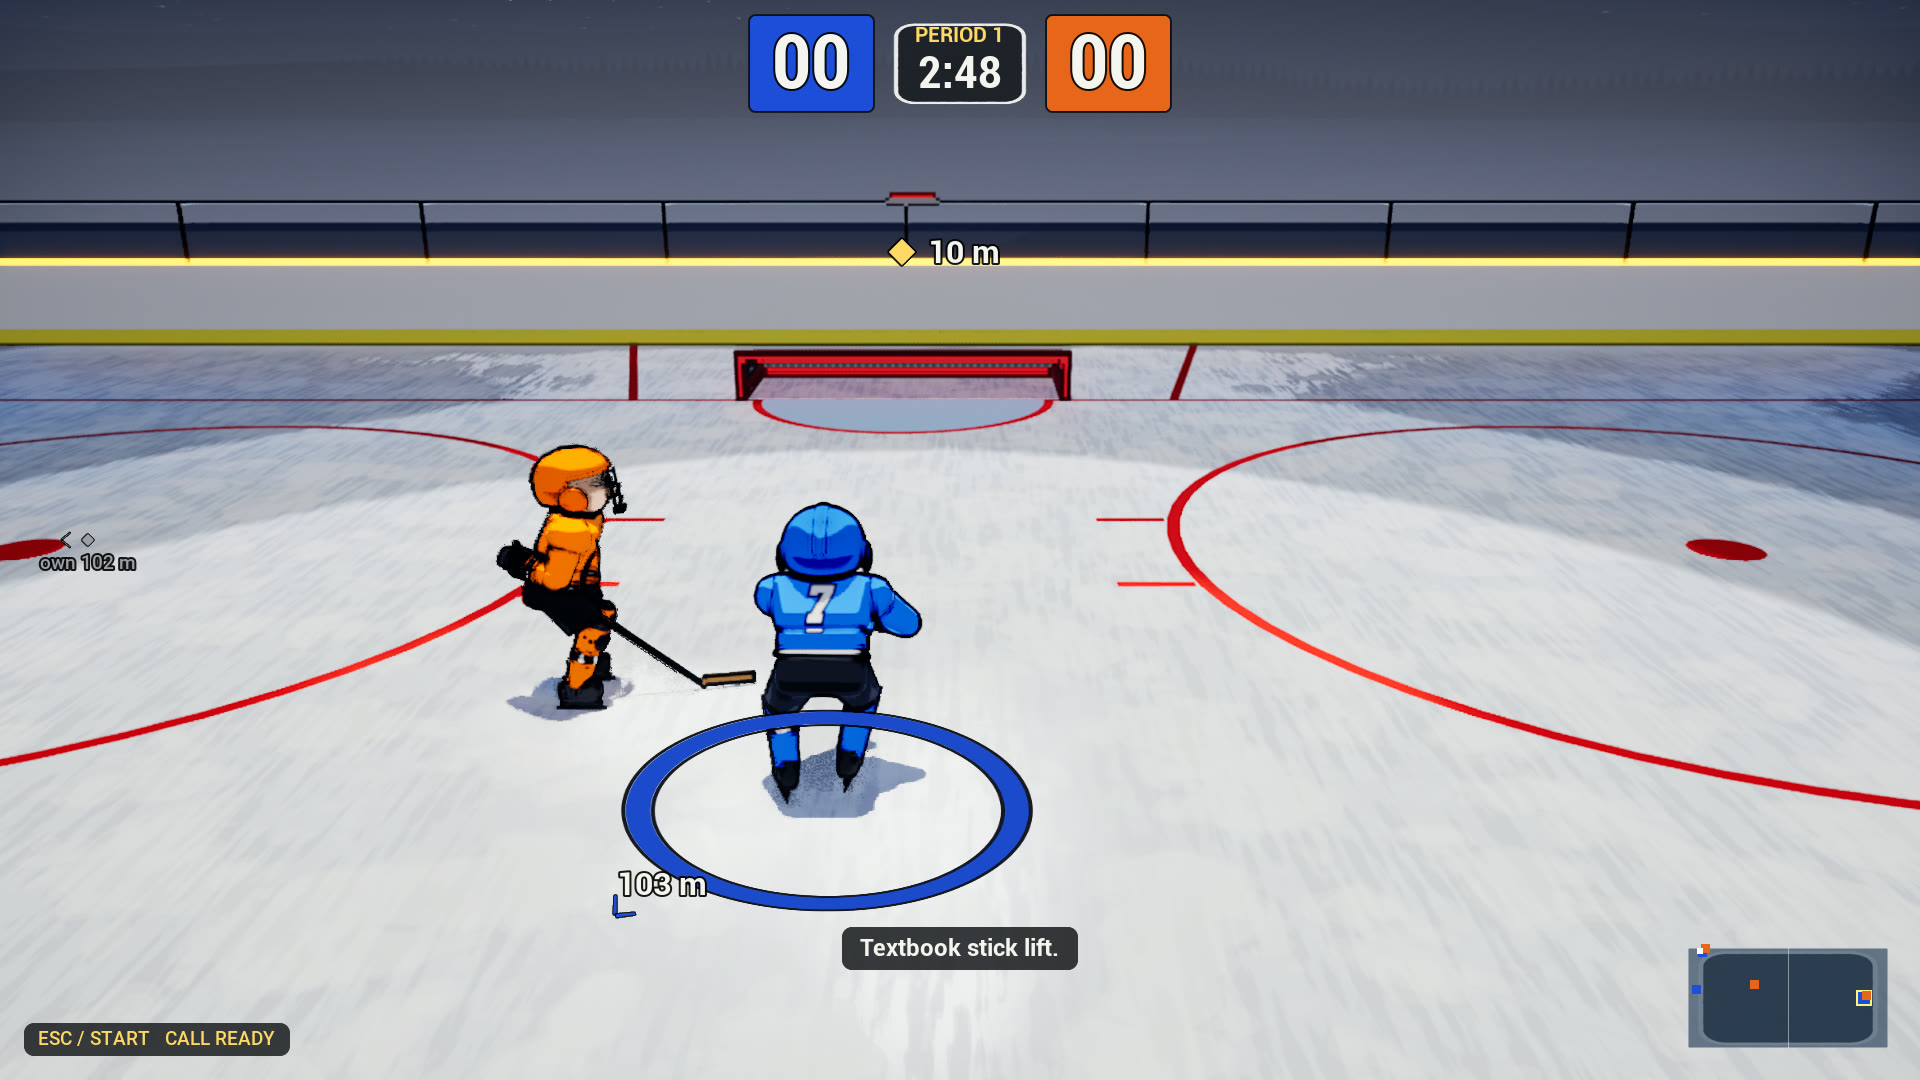 00
PERIOD 1
2:48
00
10 m
own 102 m
7
103 m
Textbook stick lift.
ESC / START CALL READY